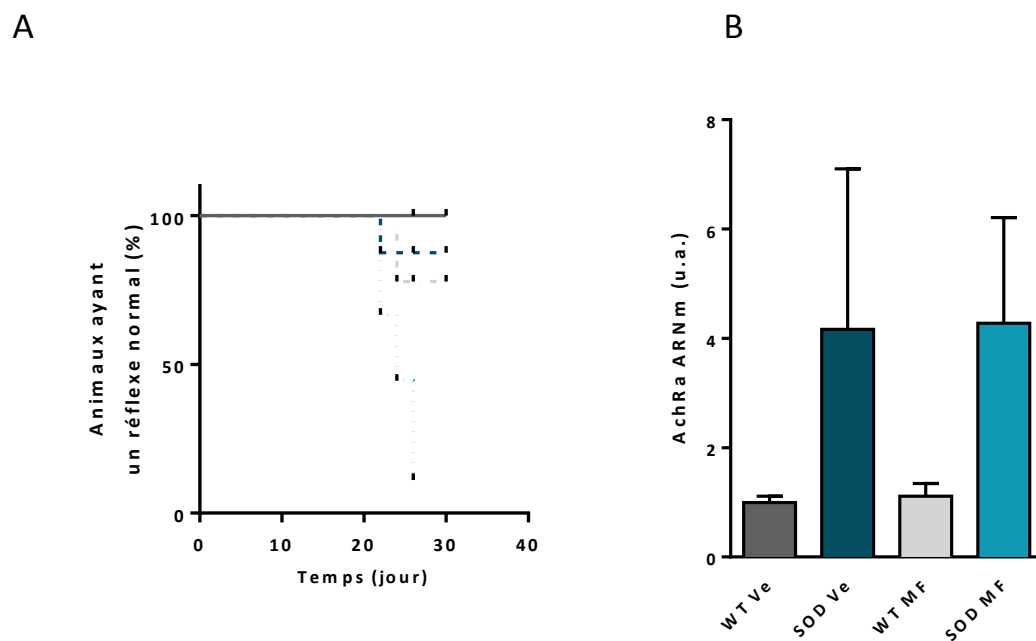 A
B
Animaux ayant
un réflexe normal (%)
100
50
0
0 10 20 30 40
Temps (jour)
AchRa ARNm (u.a.)
8
6
4
2
0
WT Ve
SOD Ve
WT MF
SOD MF